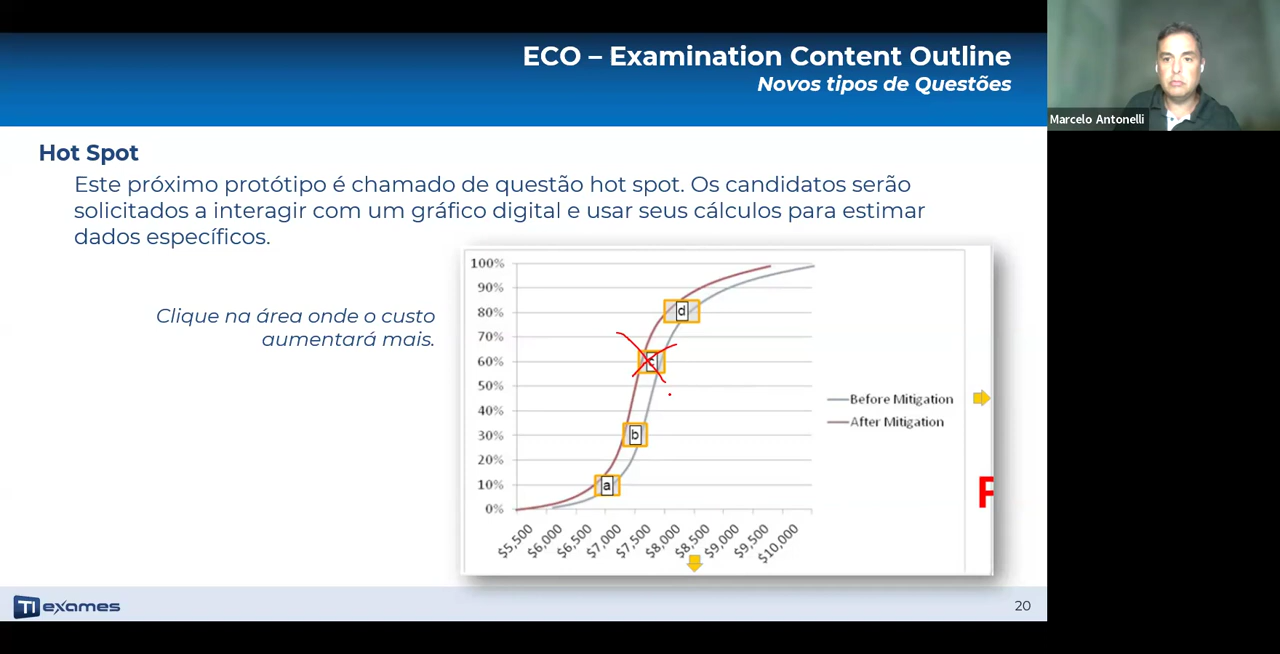 ECO – Examination Content Outline
Novos tipos de Questões
Marcelo Antonelli
Hot Spot
Este próximo protótipo é chamado de questão hot spot. Os candidatos serão
solicitados a interagir com um gráfico digital e usar seus cálculos para estimar
dados específicos.
Clique na área onde o custo
aumentará mais.
100%
90%
80%
70%
60%
50%
40%
30%
20%
10%
0%
d
b
a
Before Mitigation
After Mitigation
F
$5,500
$6,000
$6,500
$7,000
$7,500
$8,000
$8,500
$9,000
$9,500
$10,000
TI exames
20